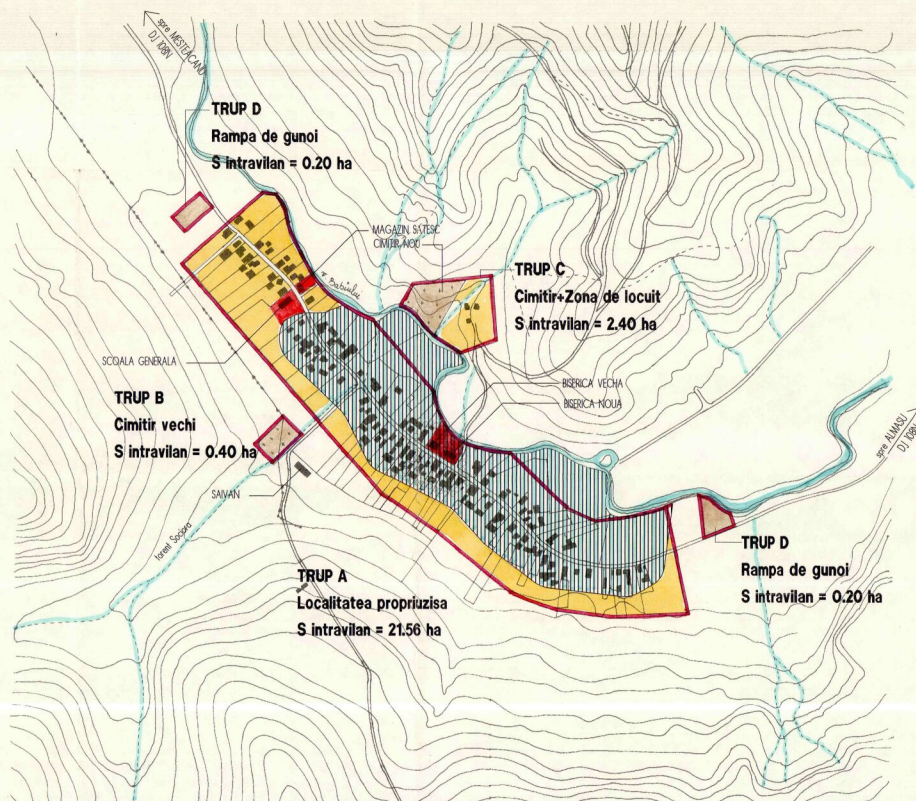 spre MESTEACANU
DJ 108N
TRUP D
Rampa de gunoi
S intravilan = 0.20 ha
MAGAZIN SATESC
CIMITIR NOU
TRUP C
Cimitir+Zona de locuit
S intravilan = 2.40 ha
SCOALA GENERALA
BISERICA VECHA
BISERICA NOUA
TRUP B
Cimitir vechi
S intravilan = 0.40 ha
spre ALMASU
DJ 108N
SAIVAN
torent
TRUP D
Rampa de gunoi
S intravilan = 0.20 ha
TRUP A
Localitatea propriuzisa
S intravilan = 21.56 ha